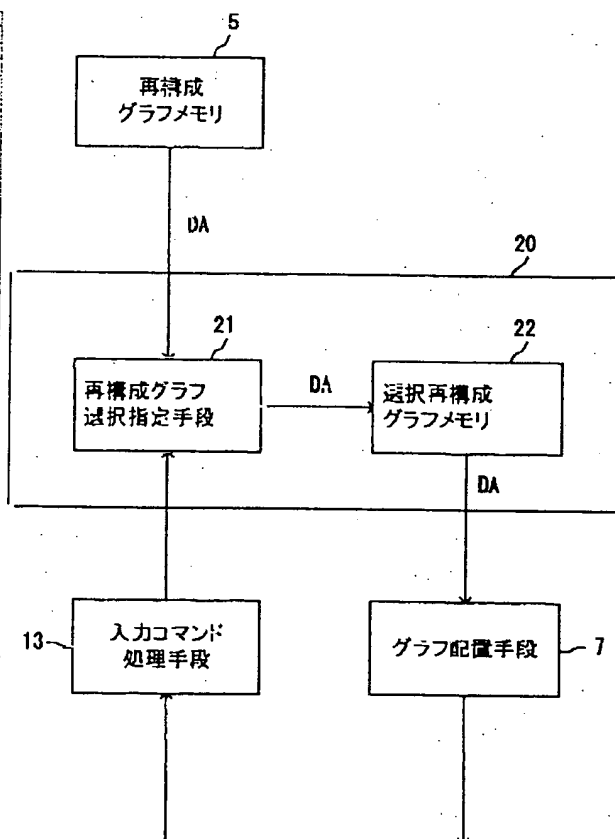 5
再構成
グラフメモリ
DA
20
21
22
再構成グラフ
選択指定手段
DA
選択再構成
グラフメモリ
DA
13
入力コマンド
処理手段
グラフ配置手段
7